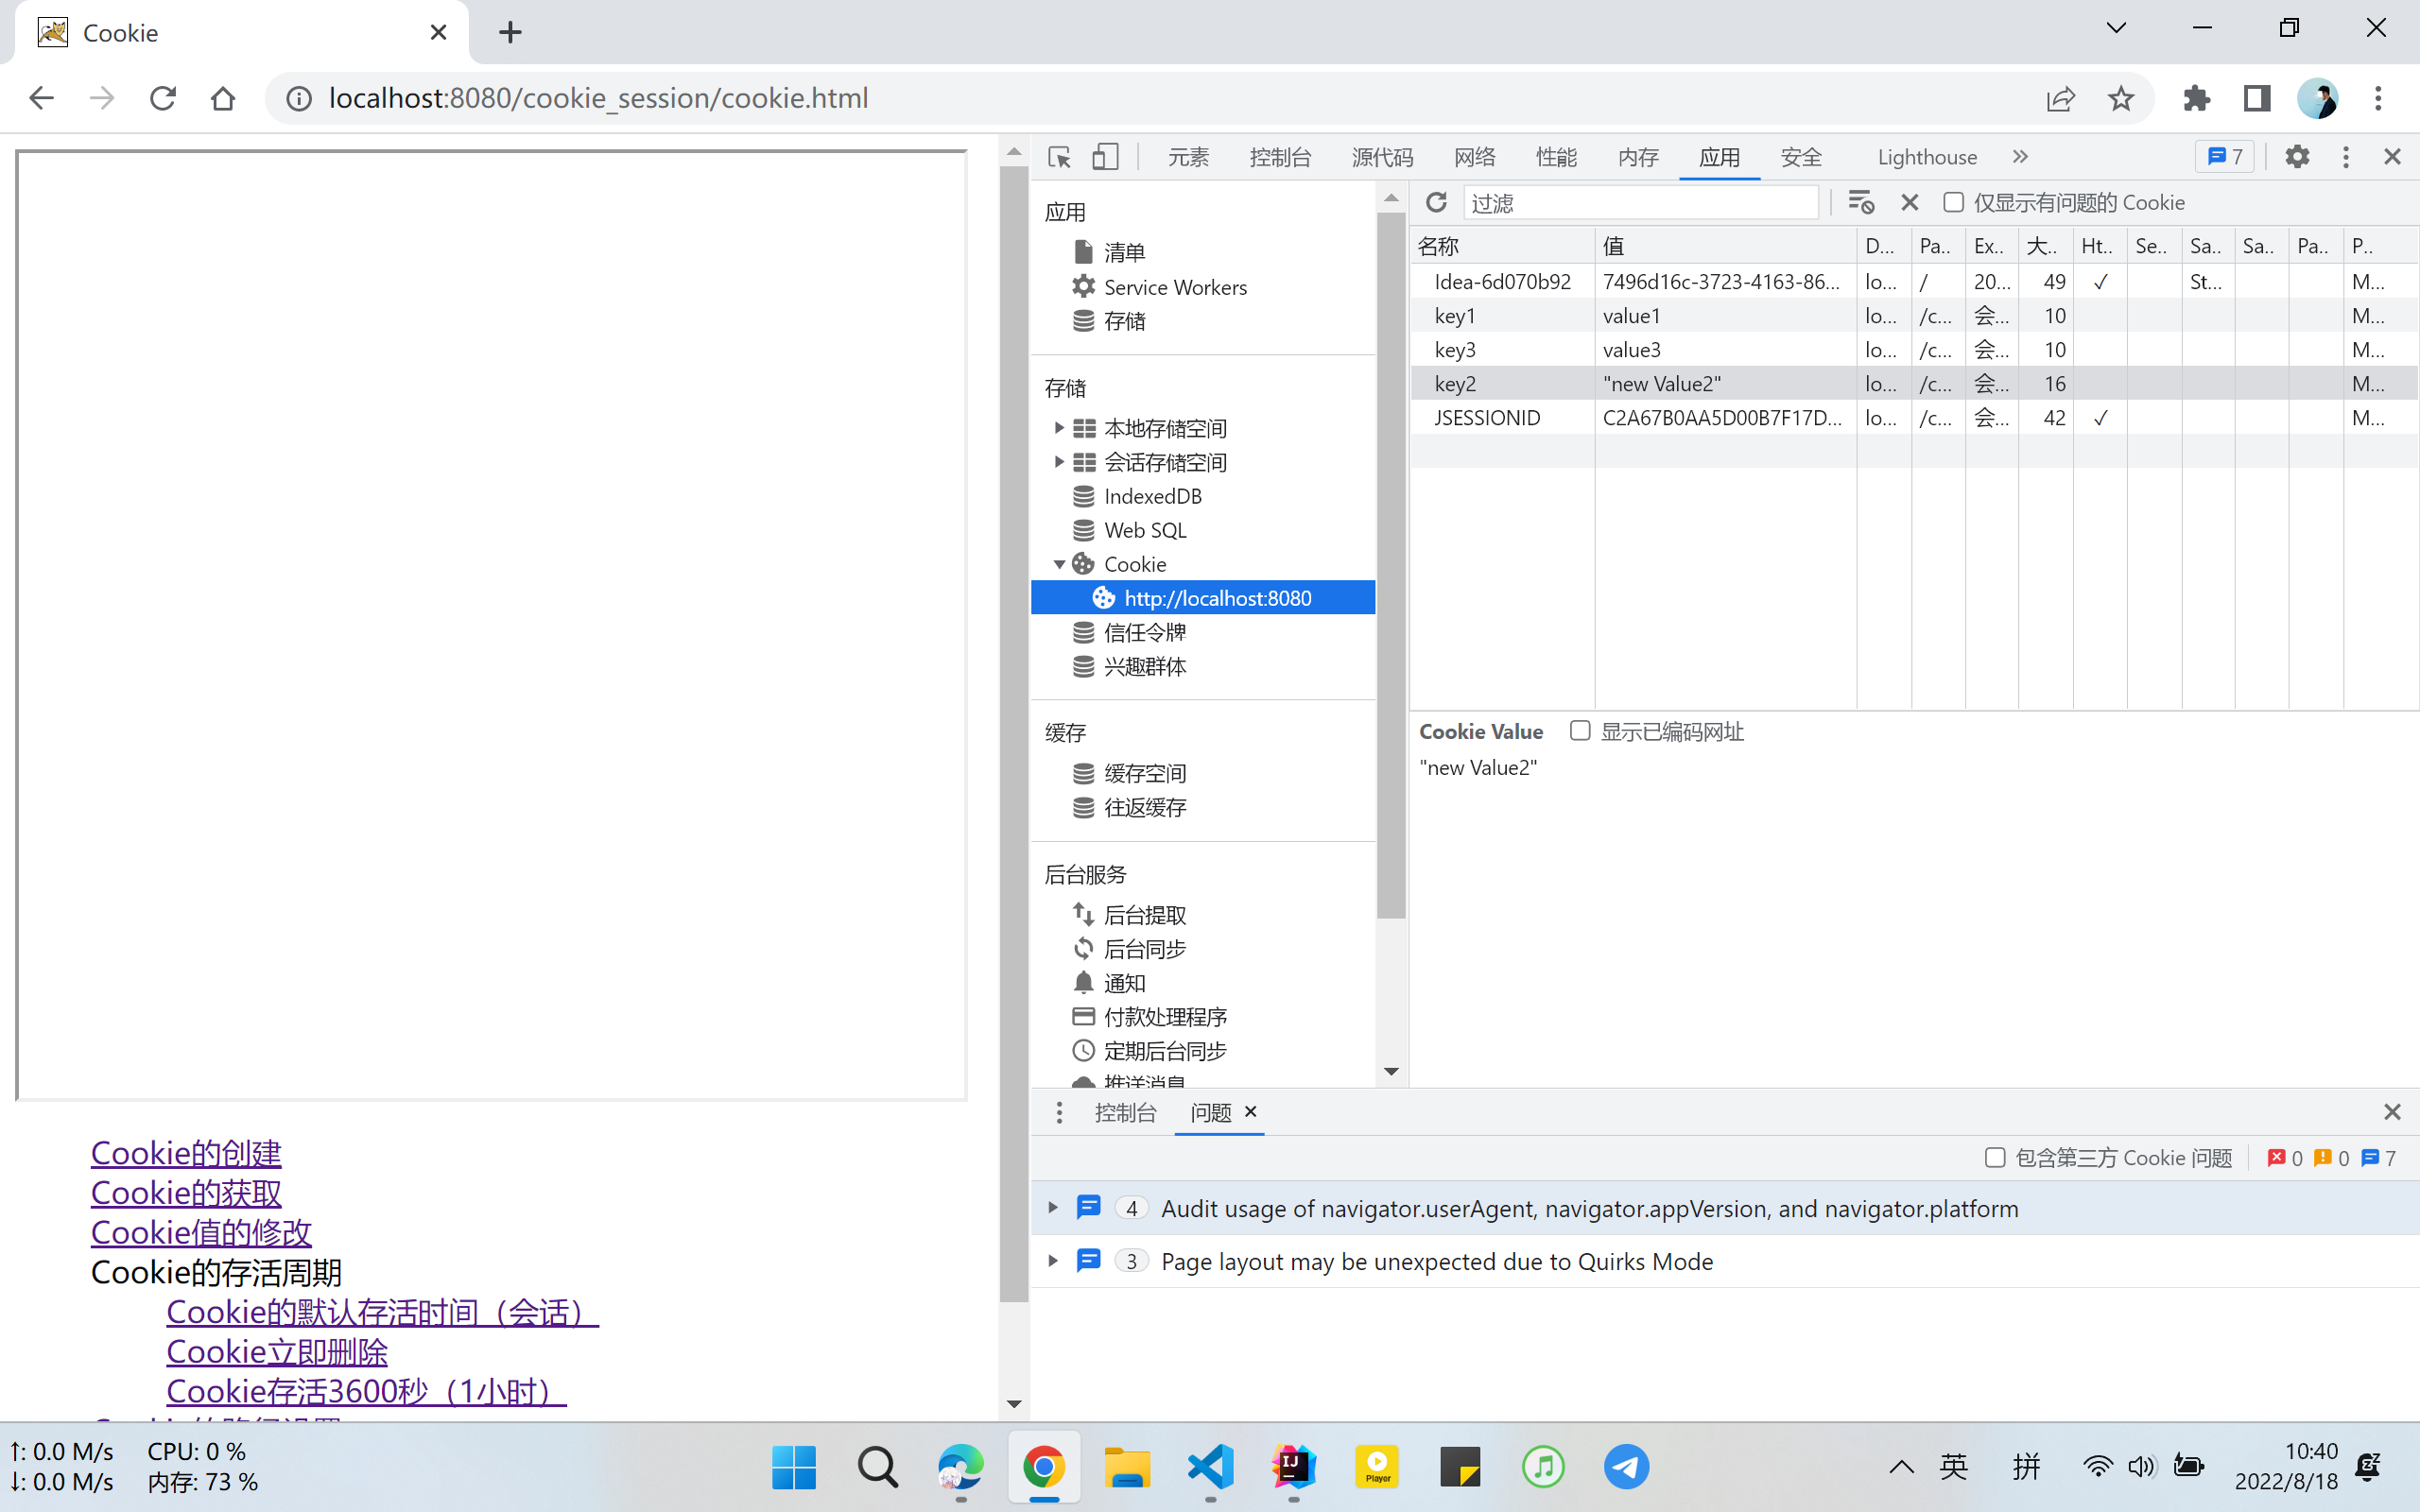 Cookie
localhost:8080/cookie_session/cookie.html
元素 控制台 源代码 网络 性能 内存 应用 安全 Lighthouse 7
应用
清单
Service Workers
存储
存储
本地存储空间
会话存储空间
IndexedDB
Web SQL
Cookie
http://localhost:8080
信任令牌
兴趣群体
缓存
缓存空间
往返缓存
后台服务
后台提取
后台同步
通知
付款处理程序
定期后台同步
推送消息
过滤 仅显示有问题的 Cookie
名称 值 D... Pa.. Ex.. 大.. Ht.. Se.. Sa.. Sa.. Pa.. P..
Idea-6d070b92 7496d16c-3723-4163-86... lo... / 20... 49 ✓ St... M...
key1 value1 lo... /c... 会... 10 M...
key3 value3 lo... /c... 会... 10 M...
key2 "new Value2" lo... /c... 会... 16 M...
JSESSIONID C2A67B0AA5D00B7F17D... lo... /c... 会... 42 ✓ M...
Cookie Value 显示已编码网址
"new Value2"
控制台 问题
包含第三方 Cookie 问题 0 0 7
4 Audit usage of navigator.userAgent, navigator.appVersion, and navigator.platform
3 Page layout may be unexpected due to Quirks Mode
Cookie的创建
Cookie的获取
Cookie值的修改
Cookie的存活周期
Cookie的默认存活时间（会话）
Cookie立即删除
Cookie存活3600秒（1小时）
Cookie的路径设置
↑: 0.0 M/s CPU: 0 %
↓: 0.0 M/s 内存: 73 %
IJ
Player
英 拼
10:40
2022/8/18